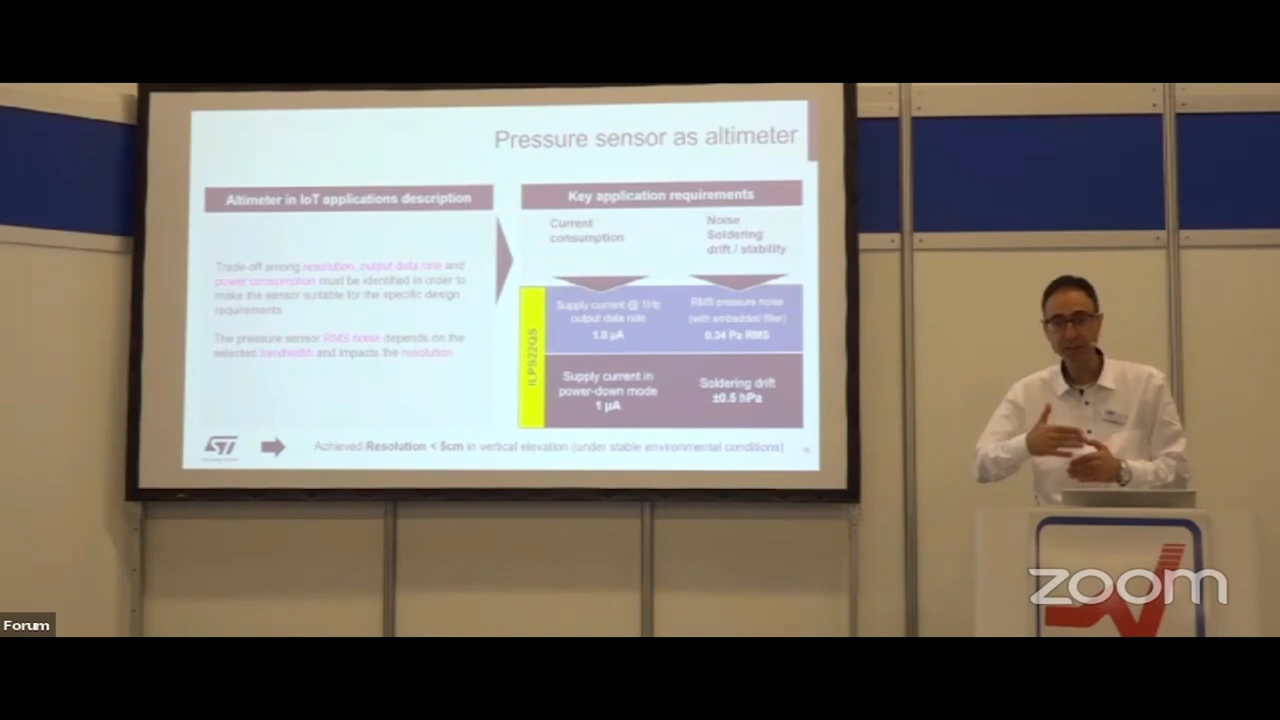 Pressure sensor as altimeter
Altimeter in IoT applications description
Trade-off among resolution, output data rate and
power consumption must be identified in order to
make the sensor suitable for the specific design
requirements
The pressure sensor RMS noise depends on the
selected bandwidth and impacts the resolution
Key application requirements
Current
consumption
Noise
Soldering
drift / stability
ILPS22QS
Supply current @ 1Hz
output data rate
RMS pressure noise
(with embedded filter)
0.34 Pa RMS
Supply current in
power-down mode
1 µA
Soldering drift
±0.5 hPa
ST
Achieved Resolution < 5cm in vertical elevation (under stable environmental conditions)
zoom
Forum